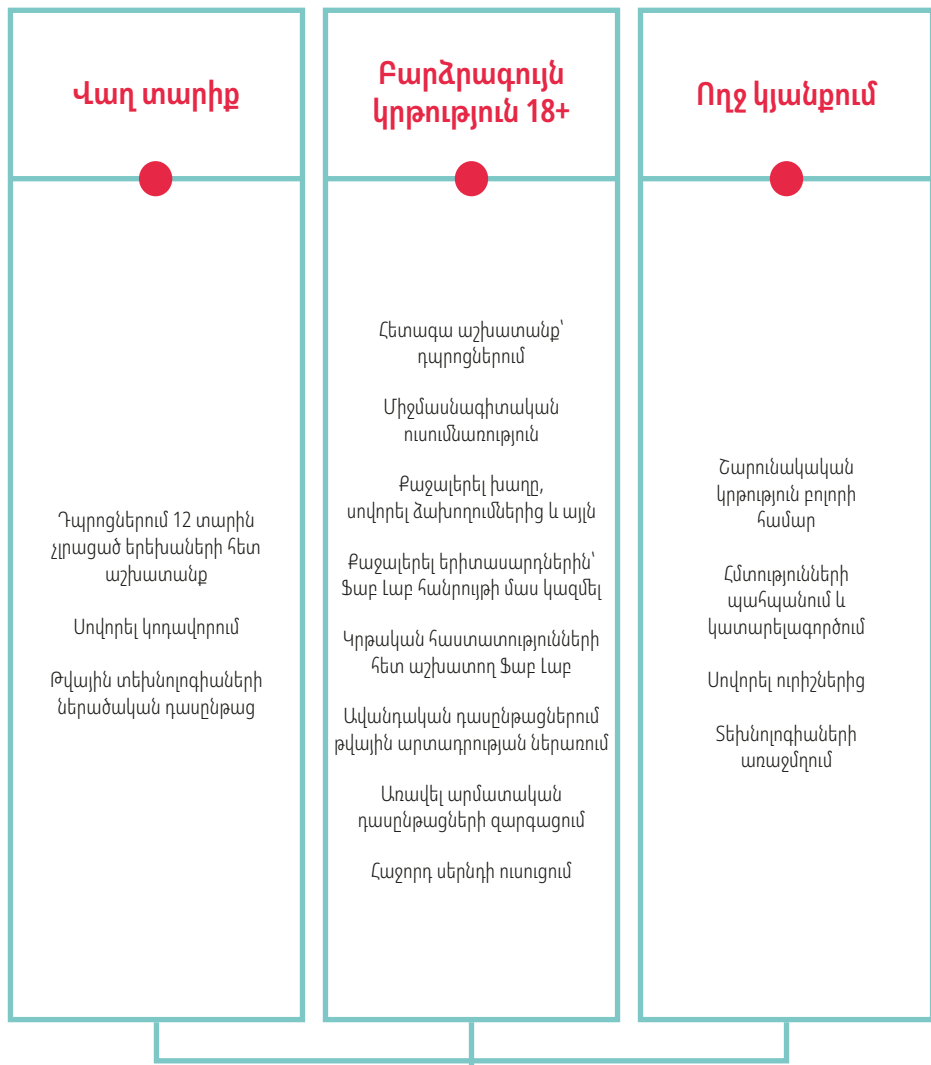 Վաղ տարիք
Դպրոցներում 12 տարին
չլրացած երեխաների հետ
աշխատանք
Սովորել կոդավորում
Թվային տեխնոլոգիաների
ներածական դասընթաց
Բարձրագույն
կրթություն 18+
Հետագա աշխատանք՝
դպրոցներում
Միջմասնագիտական
ուսումնառություն
Քաջալերել խաղը,
սովորել ձախողումներից և այլն
Քաջալերել երիտասարդներին՝
Ֆաբ Լաբ հանրույթի մաս կազմել
Կրթական հաստատությունների
հետ աշխատող Ֆաբ Լաբ
Ավանդական դասընթացներում
թվային արտադրության ներառում
Առավել արմատական
դասընթացների զարգացում
Հաջորդ սերնդի ուսուցում
Ողջ կյանքում
Շարունակական
կրթություն բոլորի
համար
Հմտությունների
պահպանում և
կատարելագործում
Սովորել ուրիշներից
Տեխնոլոգիաների
առաջմղում